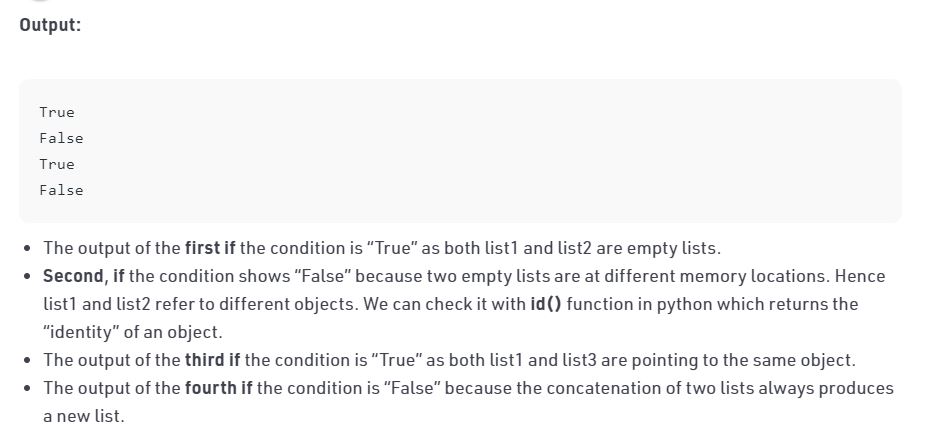 Output:
True
False
True
False
• The output of the first if the condition is “True” as both list1 and list2 are empty lists.
• Second, if the condition shows “False” because two empty lists are at different memory locations. Hence
list1 and list2 refer to different objects. We can check it with id() function in python which returns the
“identity” of an object.
• The output of the third if the condition is “True” as both list1 and list3 are pointing to the same object.
• The output of the fourth if the condition is “False” because the concatenation of two lists always produces
a new list.